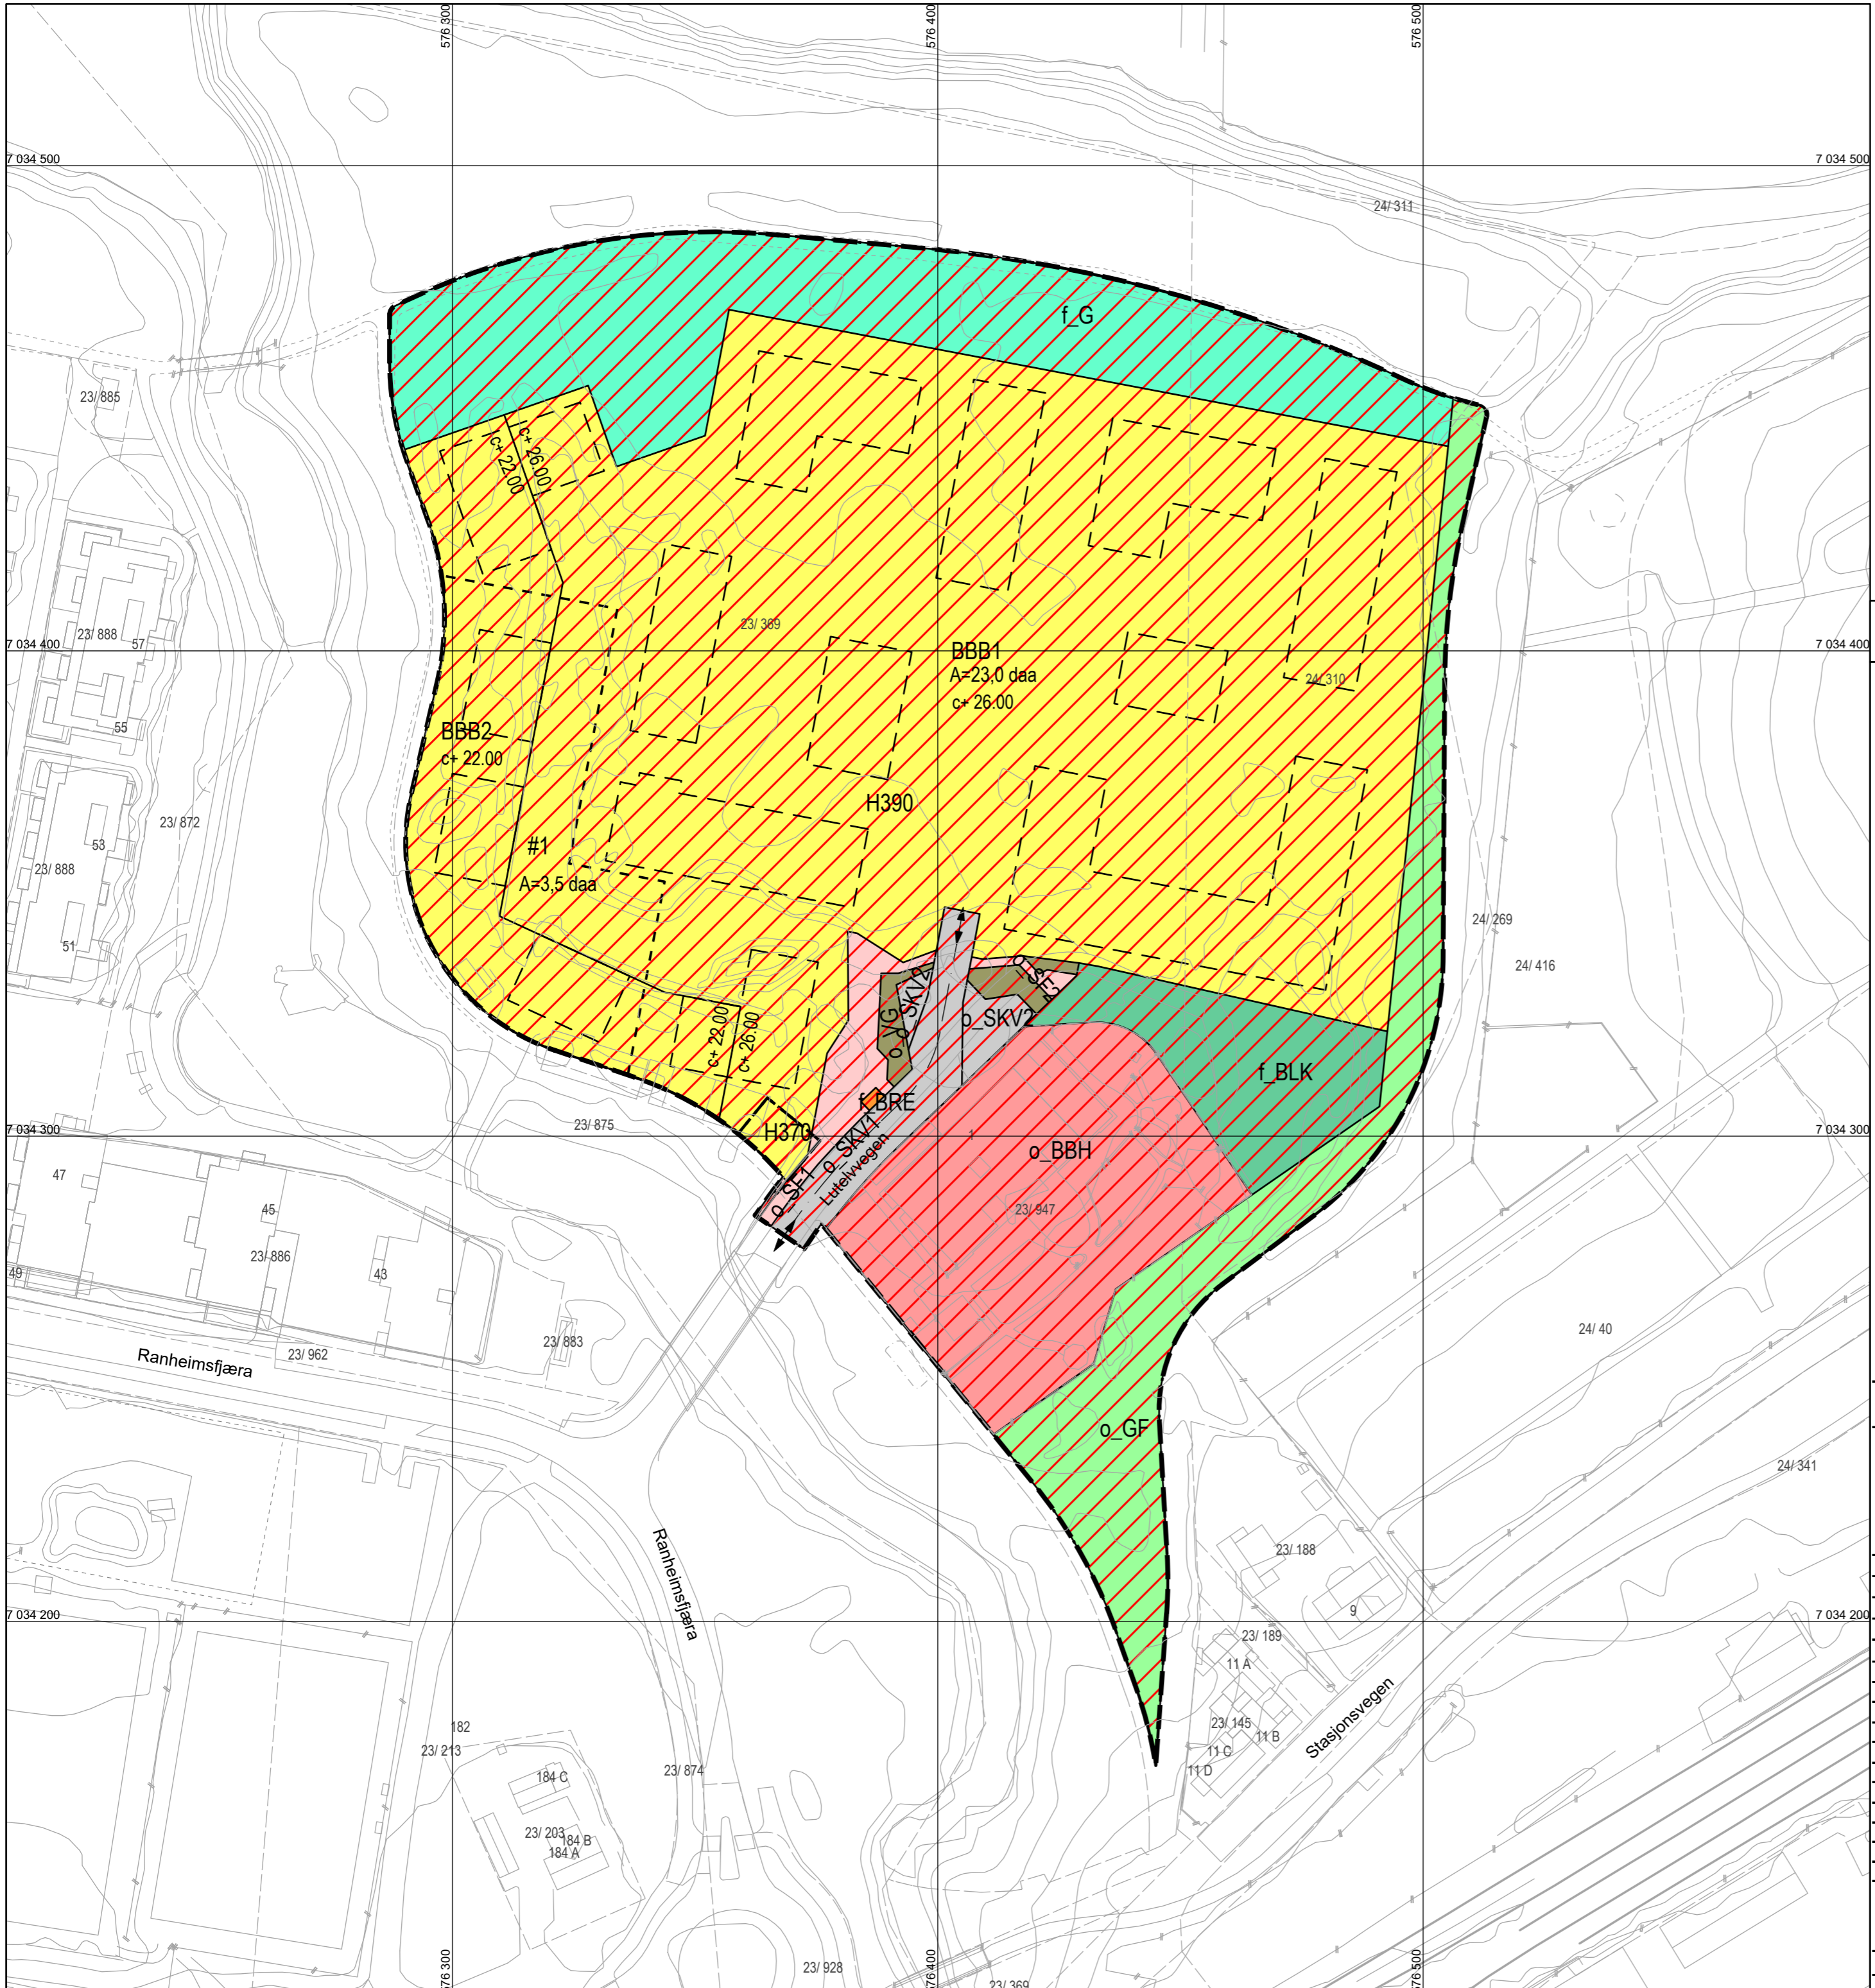 576 300
576 400
576 500
7 034 500
7 034 500
24/ 311
f_G
23/ 885
c+ 26.00
c+ 22.00
23/ 369
23/ 888
57
7 034 400
7 034 400
BBB1
A=23,0 daa
c+ 26.00
24/ 310
55
BBB2
c+ 22.00
H390
23/ 872
53
23/ 888
#1
A=3,5 daa
51
24/ 269
24/ 416
o_SKV2
o_SF2
o_VG
o_SKV2
c+ 22.00
c+ 26.00
f_BLK
f_BRE
23/ 875
7 034 300
7 034 300
H370
1
o_SKV1
Lutelvvegen
o_SF1
o_BBH
47
45
23/ 947
23/ 886
43
49
23/ 883
24/ 40
Ranheimsfjæra
23/ 962
o_GF
24/ 341
Ranheimsfjæra
23/ 188
9
7 034 200
7 034 200
23/ 189
11 A
182
23/ 213
23/ 145
11 B
11 C
11 D
Stasjonsvegen
23/ 874
184 C
23/ 203
184 B
184 A
23/ 928
23/ 369
576 300
576 400
576 500